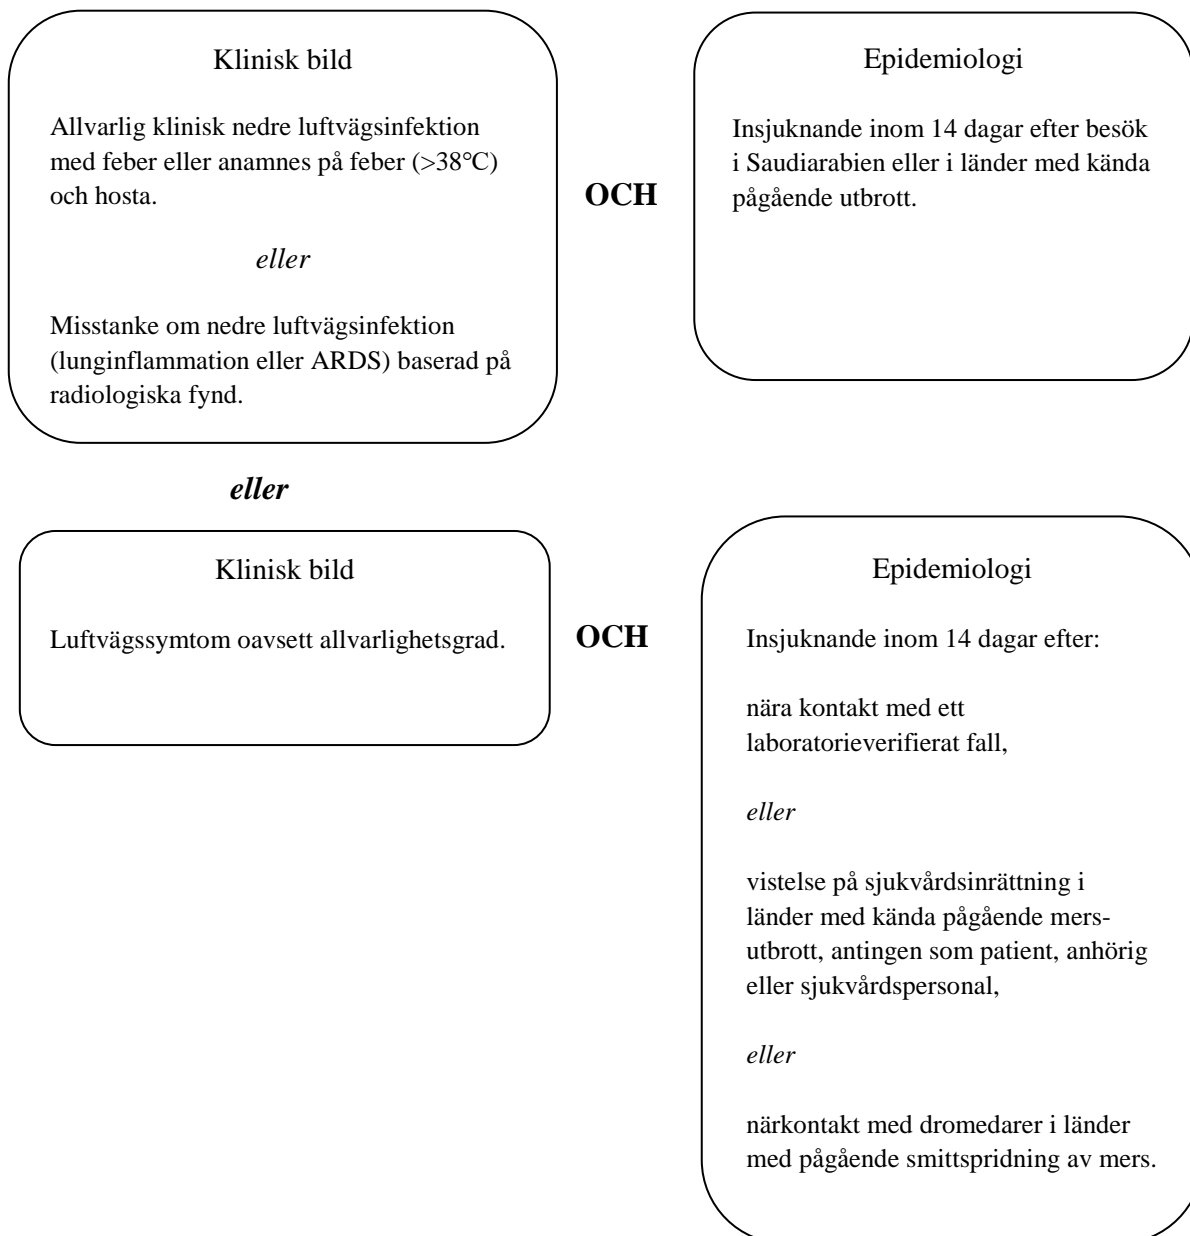 Klinisk bild
Allvarlig klinisk nedre luftvägsinfektion
med feber eller anamnes på feber (>38°C)
och hosta.
eller
Misstanke om nedre luftvägsinfektion
(lunginflammation eller ARDS) baserad på
radiologiska fynd.
OCH
Epidemiologi
Insjuknande inom 14 dagar efter besök
i Saudiarabien eller i länder med kända
pågående utbrott.
eller
Klinisk bild
Luftvägssymtom oavsett allvarlighetsgrad.
OCH
Epidemiologi
Insjuknande inom 14 dagar efter:
nära kontakt med ett
laboratorieverifierat fall,
eller
vistelse på sjukvårdsinrättning i
länder med kända pågående mers-
utbrott, antingen som patient, anhörig
eller sjukvårdspersonal,
eller
närkontakt med dromedarer i länder
med pågående smittspridning av mers.